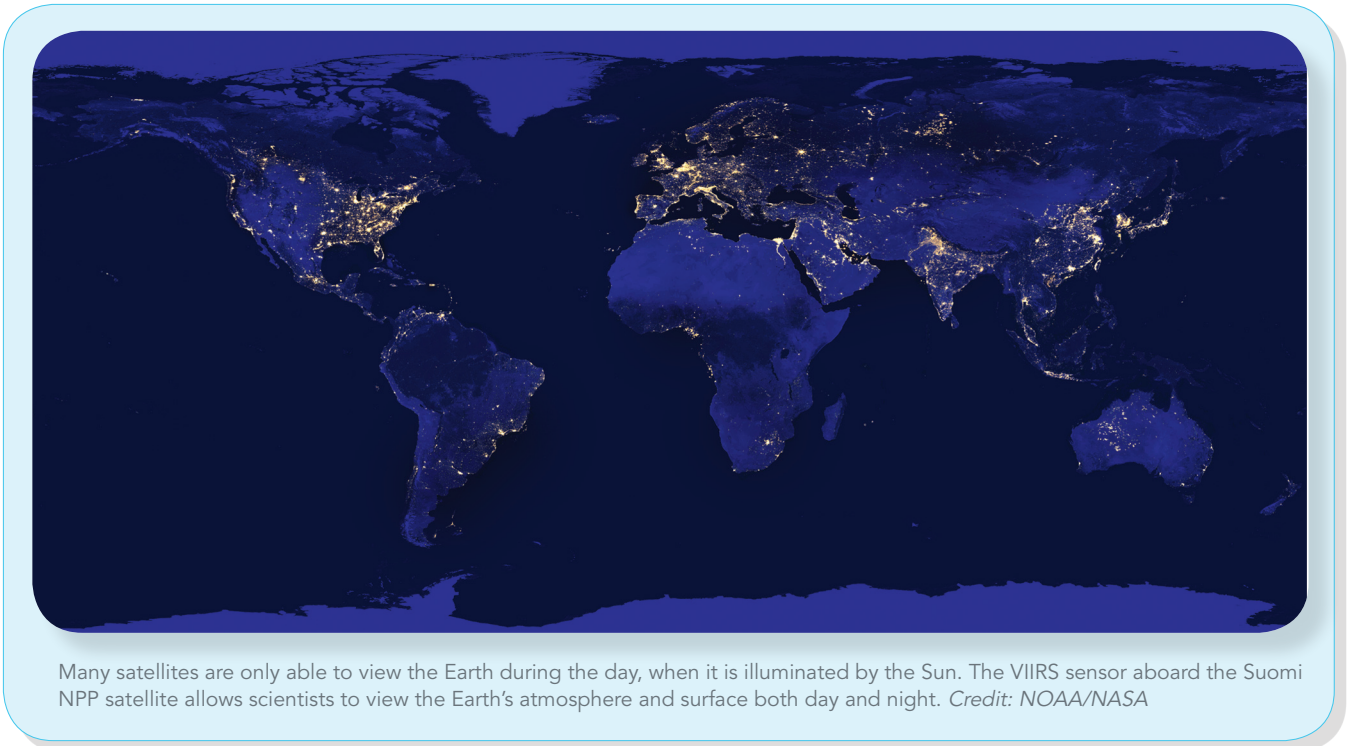 Many satellites are only able to view the Earth during the day, when it is illuminated by the Sun. The VIIRS sensor aboard the Suomi
NPP satellite allows scientists to view the Earth’s atmosphere and surface both day and night. Credit: NOAA/NASA